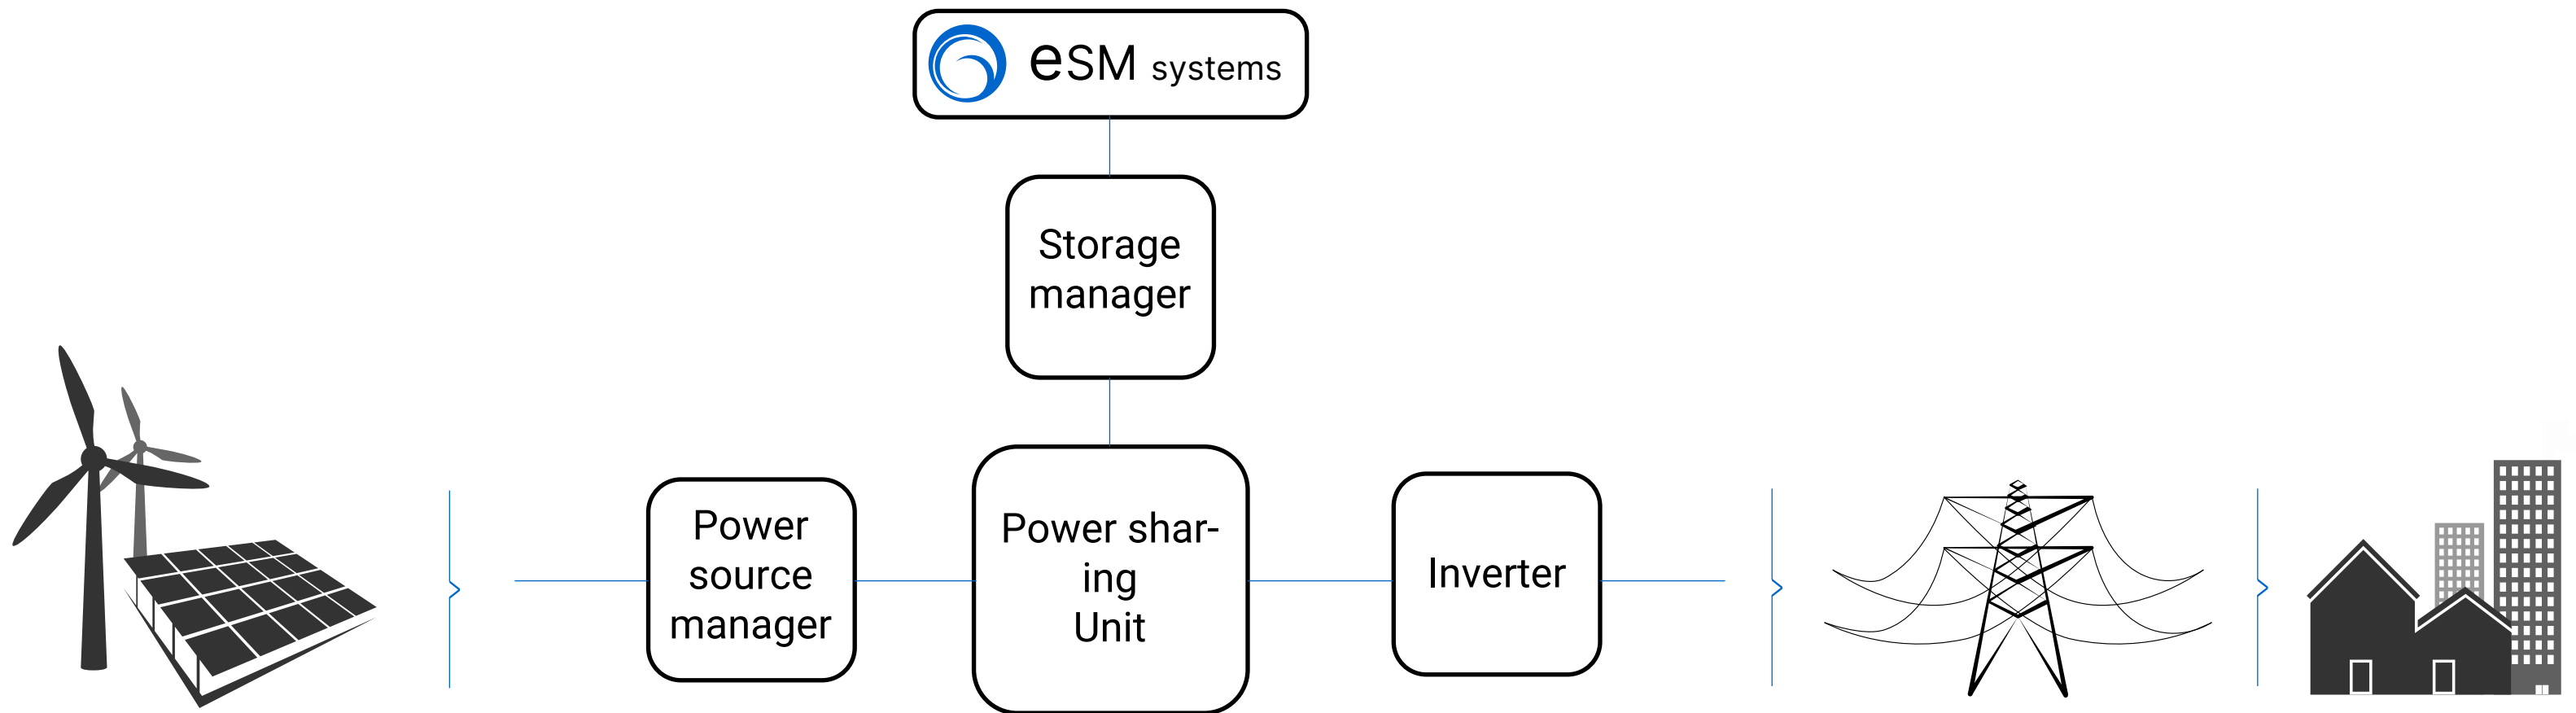 eSM systems
Storage
manager
Power
source
manager
Power shar-
ing
Unit
Inverter